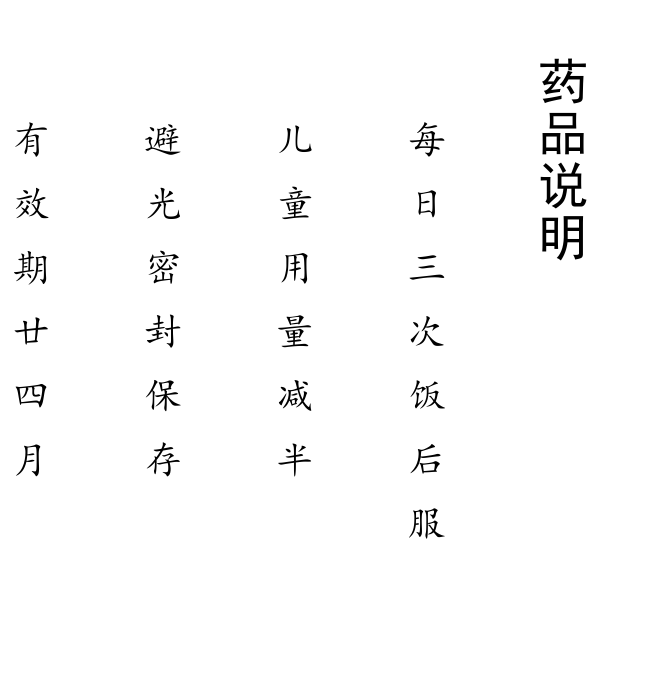 药品说明
每日三次饭后服
儿童用量减半
避光密封保存
有效期廿四月